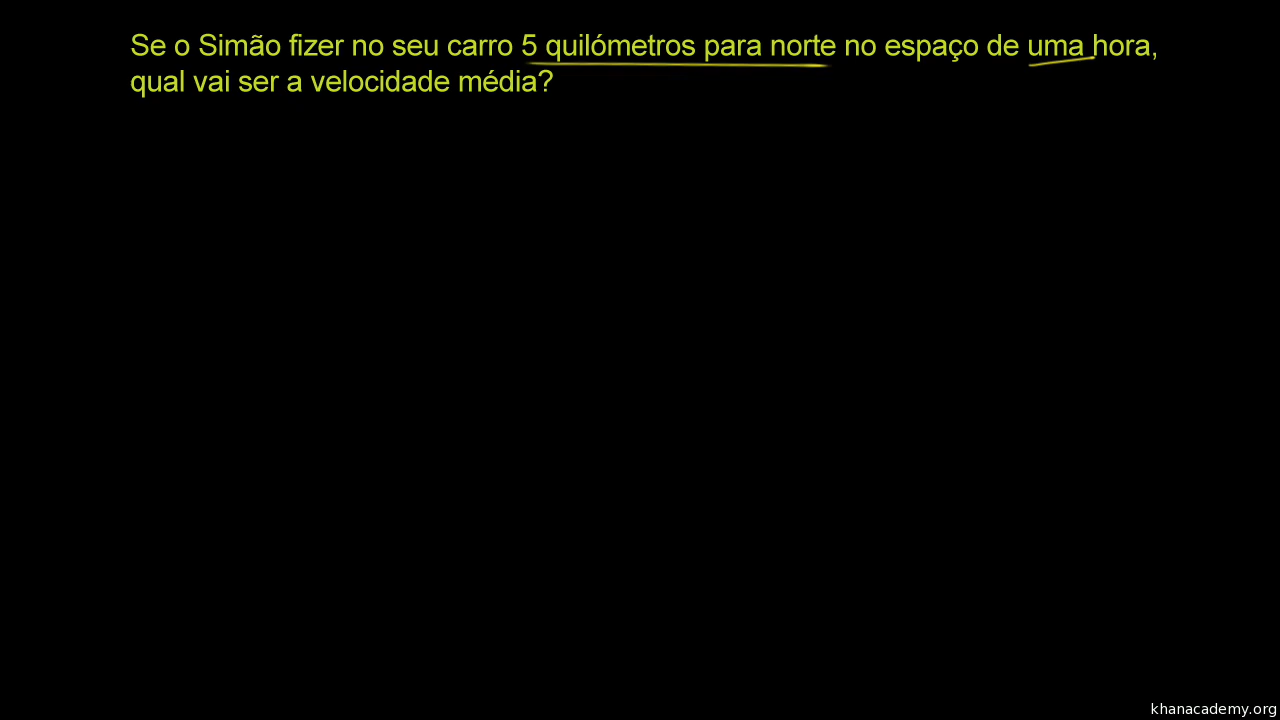 Se o Simão fizer no seu carro 5 quilómetros para norte no espaço de uma hora,
qual vai ser a velocidade média?
khanacademy.org